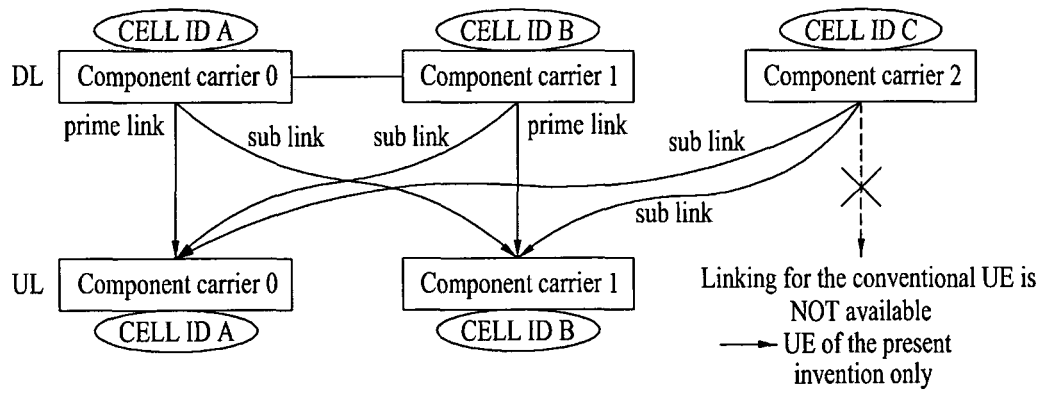 CELL ID A
CELL ID B
CELL ID C
DL
Component carrier 0
Component carrier 1
Component carrier 2
prime link
sub link
sub link
prime link
sub link
sub link
UL
Component carrier 0
Component carrier 1
CELL ID A
CELL ID B
Linking for the conventional UE is
NOT available
UE of the present
invention only